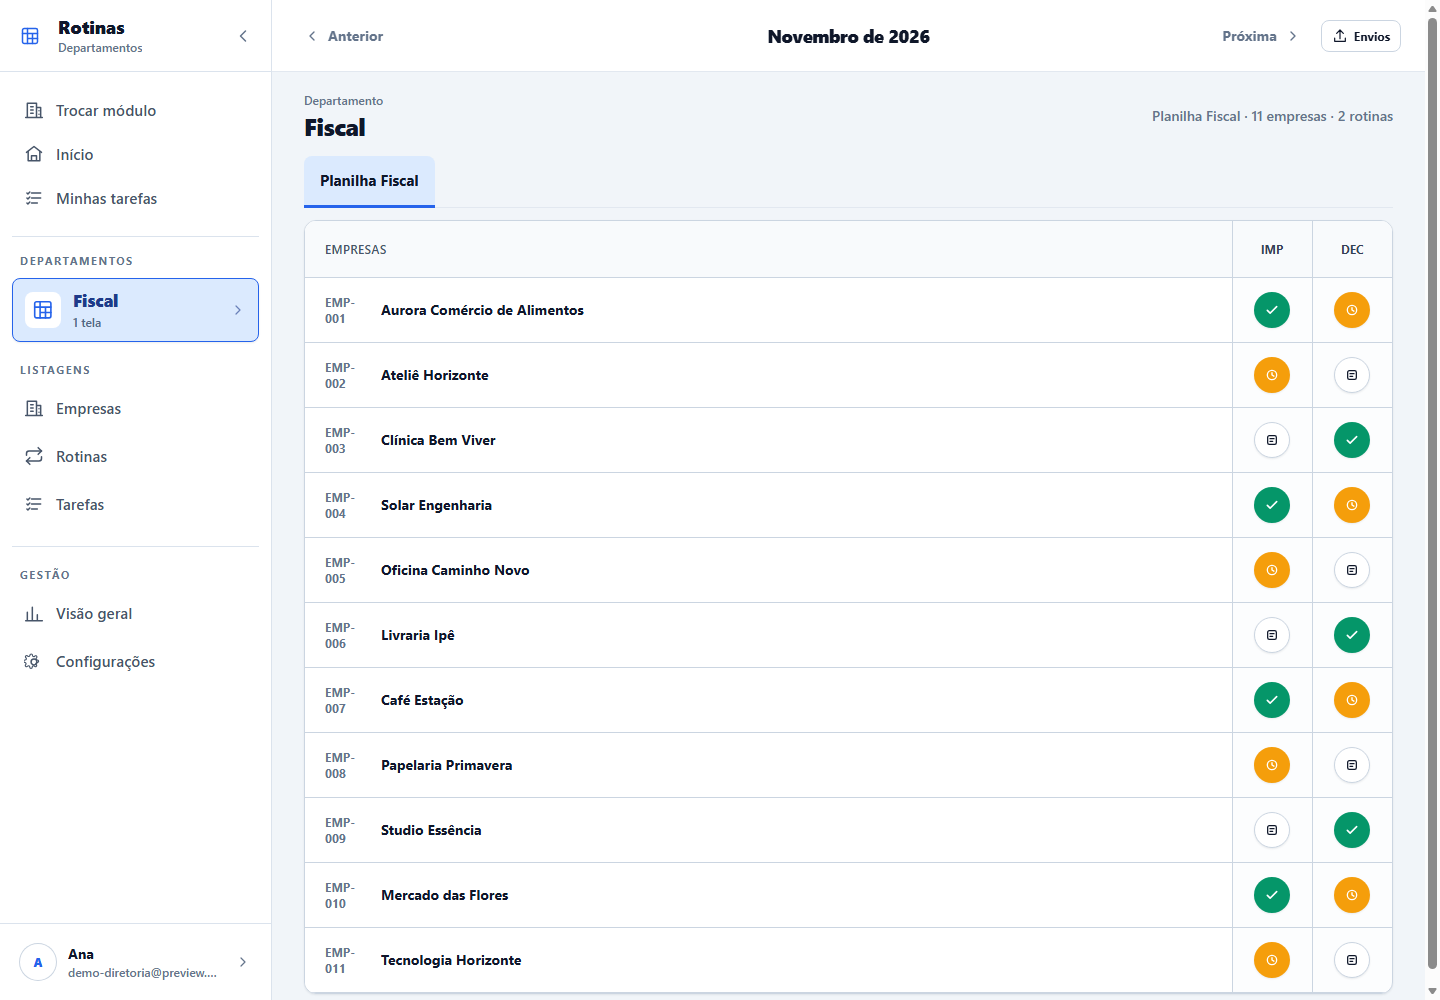 Rotinas
Departamentos
Trocar módulo
Início
Minhas tarefas
DEPARTAMENTOS
Fiscal
1 tela
LISTAGENS
Empresas
Rotinas
Tarefas
GESTÃO
Visão geral
Configurações
A
Ana
demo-diretoria@preview....
Anterior
Novembro de 2026
Próxima
Envios
Departamento
Fiscal
Planilha Fiscal · 11 empresas · 2 rotinas
Planilha Fiscal
EMPRESAS IMP DEC
EMP-
001
Aurora Comércio de Alimentos
EMP-
002
Ateliê Horizonte
EMP-
003
Clínica Bem Viver
EMP-
004
Solar Engenharia
EMP-
005
Oficina Caminho Novo
EMP-
006
Livraria Ipê
EMP-
007
Café Estação
EMP-
008
Papelaria Primavera
EMP-
009
Studio Essência
EMP-
010
Mercado das Flores
EMP-
011
Tecnologia Horizonte